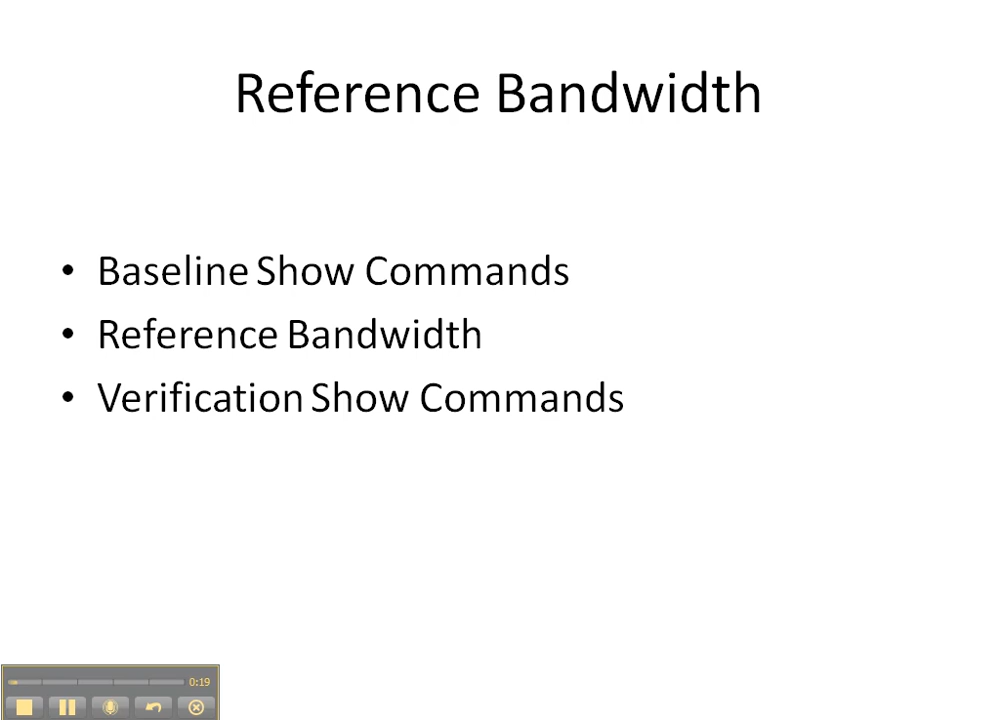 Reference Bandwidth
• Baseline Show Commands
• Reference Bandwidth
• Verification Show Commands
0:19